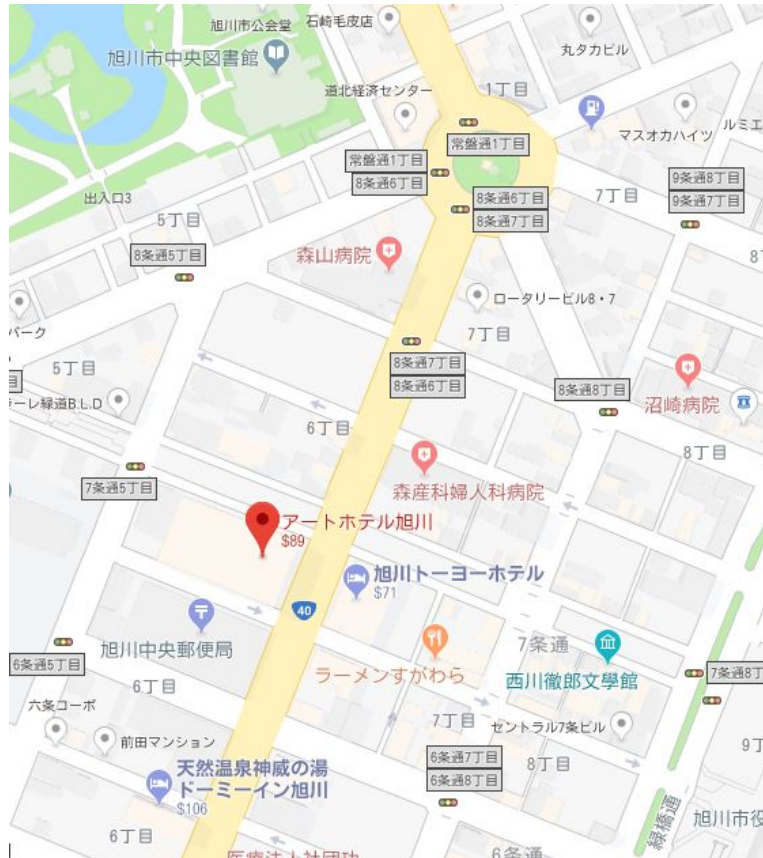 旭川市公会堂
石崎毛皮店
旭川市中央図書館
丸タカビル
道北経済センター
1丁目
マスオカハイツ
ルミエ
常盤通1丁目
常盤通1丁目
8条通6丁目
出入口3
5丁目
8条通6丁目
8条通7丁目
7丁目
9条通8丁目
9条通7丁目
8条通5丁目
森山病院
ロータリービル8・7
パーク
7丁目
5丁目
8条通7丁目
8条通6丁目
8条通8丁目
沼崎病院
ーレ緑道B.L.D
6丁目
8丁目
7条通5丁目
森産科婦人科病院
アートホテル旭川
$89
旭川トーヨーホテル
$71
40
旭川中央郵便局
6条通5丁目
ラーメンすがわら
7条通
西川徹郎文學館
7条通8丁
六条コーポ
6丁目
7丁目
セントラル7条ビル
前田マンション
6条通7丁目
6条通8丁目
8丁目
9丁
天然温泉神威の湯
ドーミーイン旭川
$106
緑橋通
旭川市役
6丁目
6条通